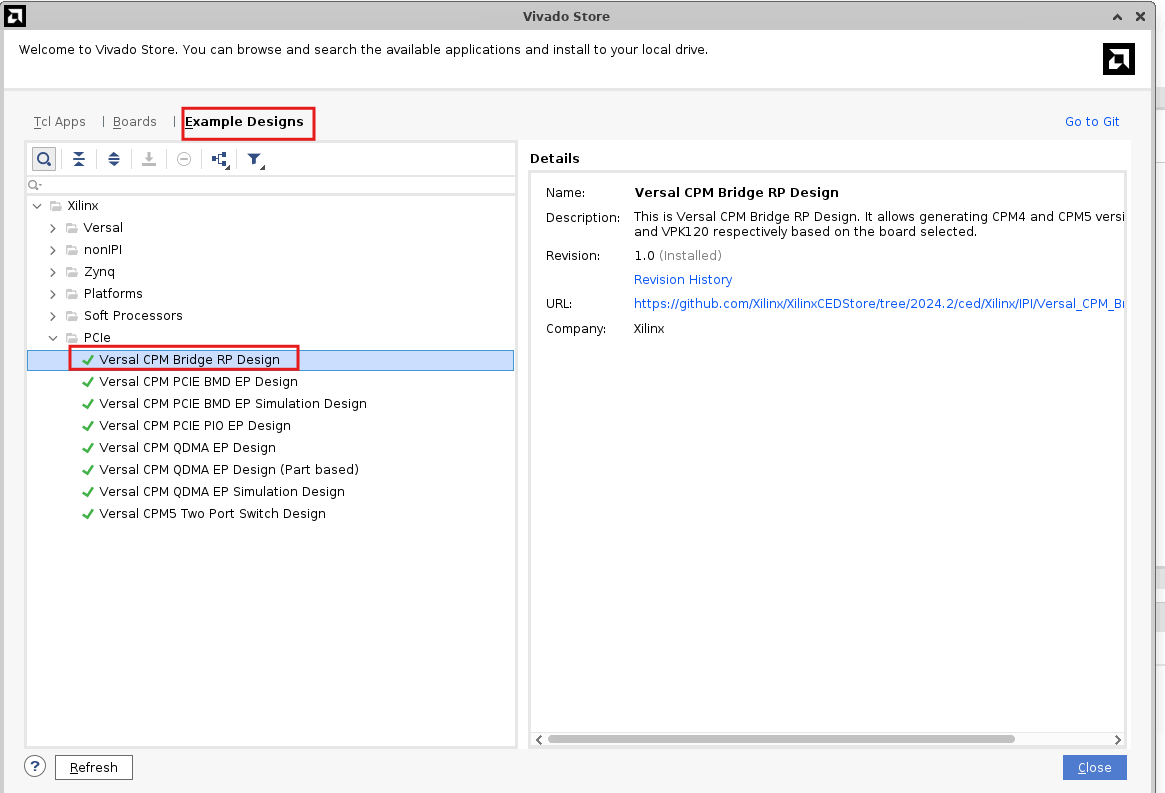 Vivado Store
Welcome to Vivado Store. You can browse and search the available applications and install to your local drive.
Tcl Apps | Boards | Example Designs
Go to Git
Xilinx
Versal
nonIPI
Zynq
Platforms
Soft Processors
PCIe
Versal CPM Bridge RP Design
Versal CPM PCIE BMD EP Design
Versal CPM PCIE BMD EP Simulation Design
Versal CPM PCIE PIO EP Design
Versal CPM QDMA EP Design
Versal CPM QDMA EP Design (Part based)
Versal CPM QDMA EP Simulation Design
Versal CPM5 Two Port Switch Design
Details
Name: Versal CPM Bridge RP Design
Description: This is Versal CPM Bridge RP Design. It allows generating CPM4 and CPM5 versi
and VPK120 respectively based on the board selected.
Revision: 1.0 (Installed)
Revision History
URL: https://github.com/Xilinx/XilinxCEDStore/tree/2024.2/ced/Xilinx/IPI/Versal_CPM_Br
Company: Xilinx
? Refresh
Close